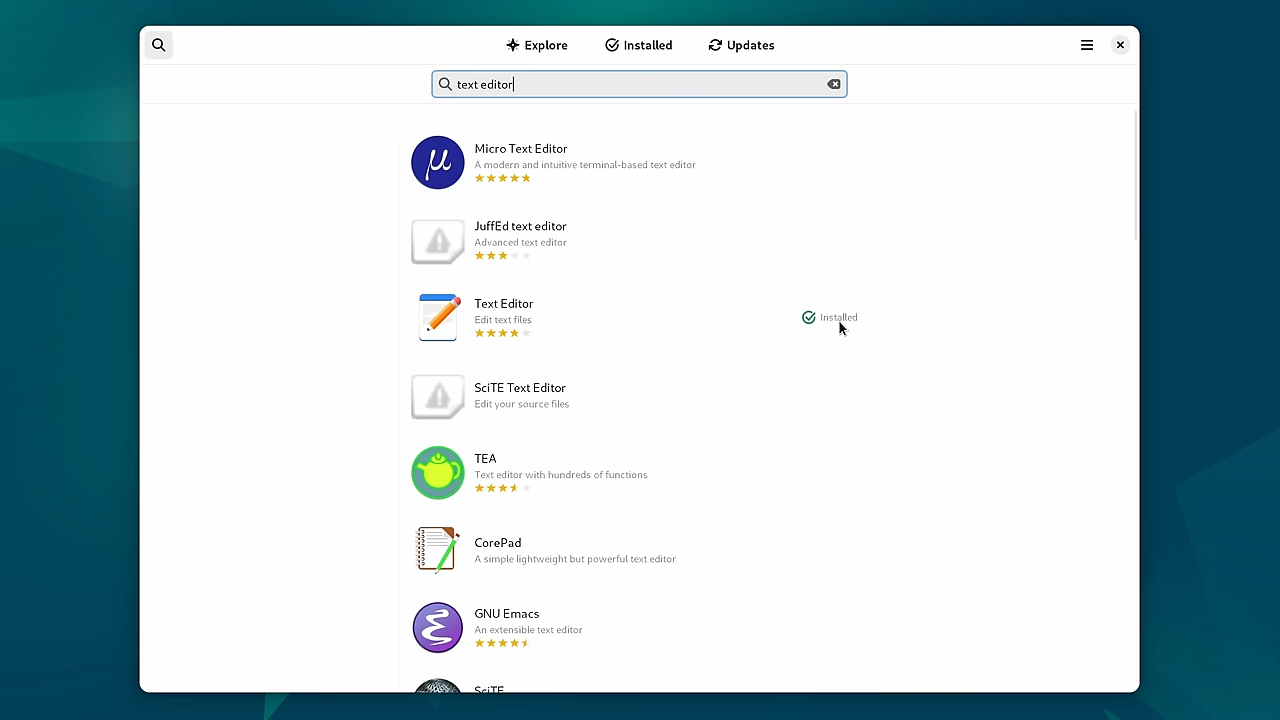 Explore
Installed
Updates
text editor
Micro Text Editor
A modern and intuitive terminal-based text editor
JuffEd text editor
Advanced text editor
Text Editor
Edit text files
Installed
SciTE Text Editor
Edit your source files
TEA
Text editor with hundreds of functions
CorePad
A simple lightweight but powerful text editor
GNU Emacs
An extensible text editor
SciTE